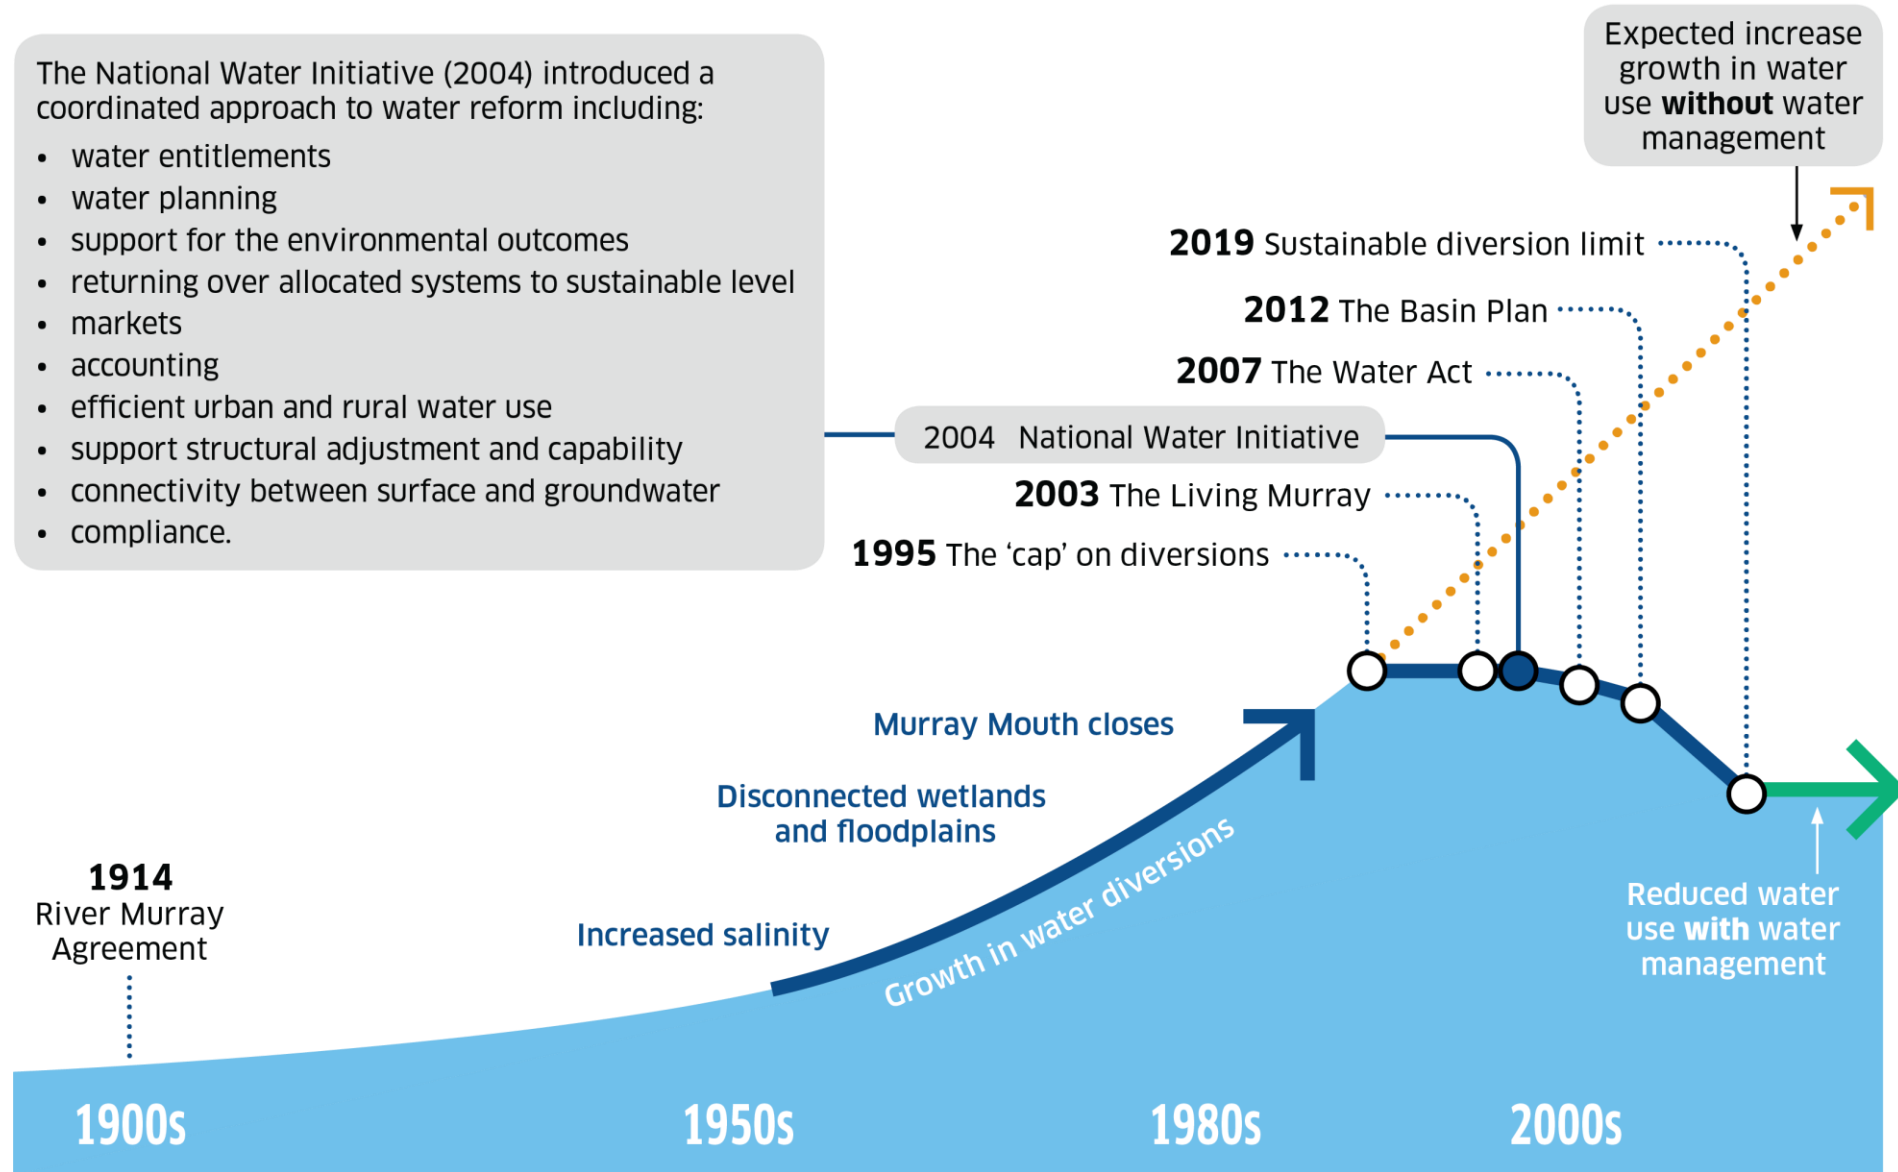 The National Water Initiative (2004) introduced a
coordinated approach to water reform including:
• water entitlements
• water planning
• support for the environmental outcomes
• returning over allocated systems to sustainable level
• markets
• accounting
• efficient urban and rural water use
• support structural adjustment and capability
• connectivity between surface and groundwater
• compliance.
Expected increase
growth in water
use without water
management
2019 Sustainable diversion limit
2012 The Basin Plan
2007 The Water Act
2004 National Water Initiative
2003 The Living Murray
1995 The ‘cap’ on diversions
Murray Mouth closes
Disconnected wetlands
and floodplains
Increased salinity
Growth in water diversions
1914
River Murray
Agreement
Reduced water
use with water
management
1900s
1950s
1980s
2000s